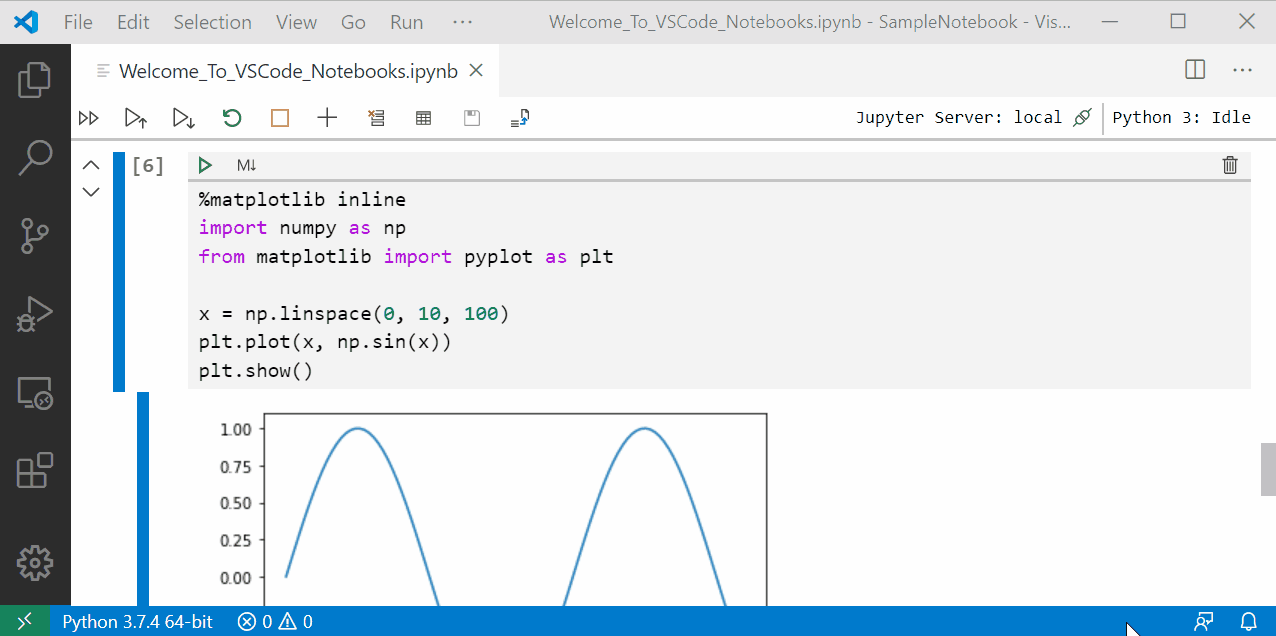 File Edit Selection View Go Run ··· Welcome_To_VSCode_Notebooks.ipynb - SampleNotebook - Vis...
Welcome_To_VSCode_Notebooks.ipynb
Jupyter Server: local Python 3: Idle
[6] M↓
%matplotlib inline
import numpy as np
from matplotlib import pyplot as plt
x = np.linspace(0, 10, 100)
plt.plot(x, np.sin(x))
plt.show()
1.00
0.75
0.50
0.25
0.00
Python 3.7.4 64-bit 0 0